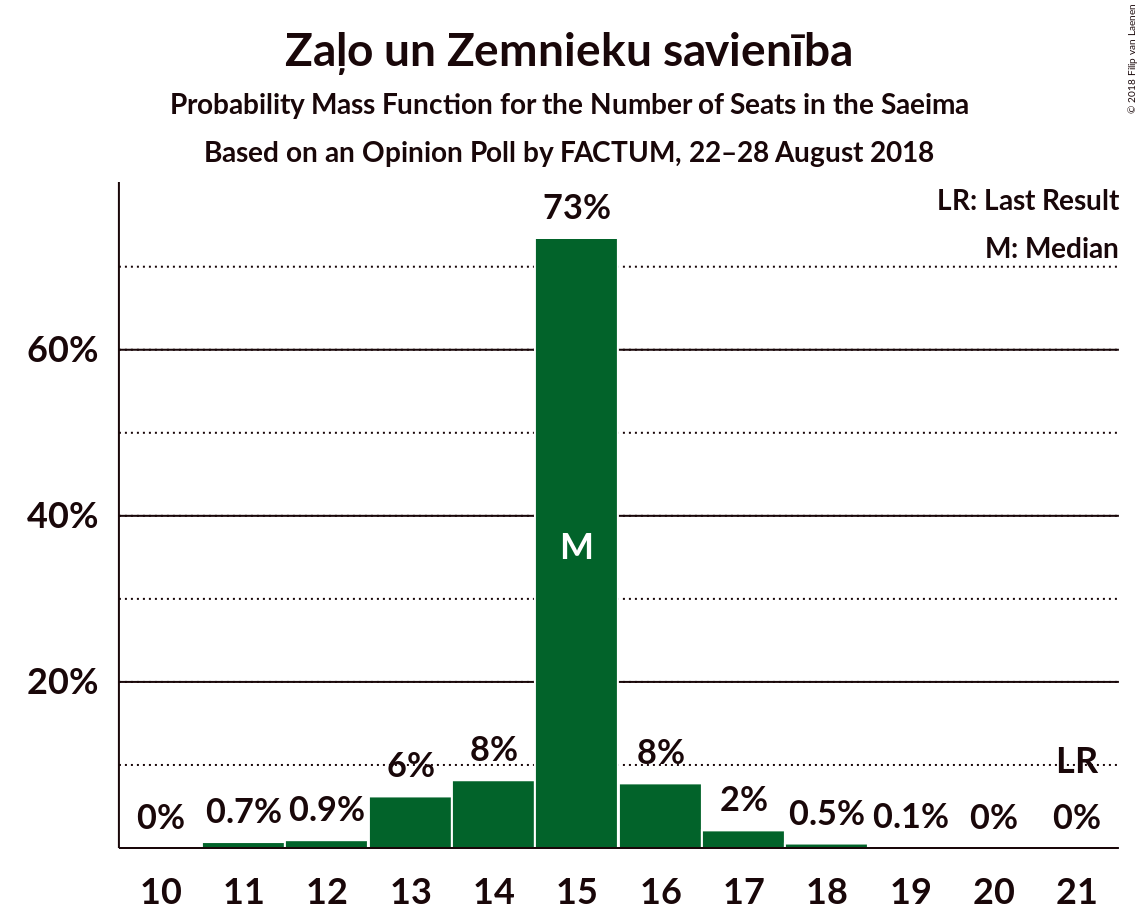 Zaļo un Zemnieku savienība
Probability Mass Function for the Number of Seats in the Saeima
Based on an Opinion Poll by FACTUM, 22–28 August 2018
© 2018 Filip van Laenen
LR: Last Result
M: Median
60%
40%
20%
0%
0.7%
0.9%
6%
8%
73%
M
8%
2%
0.5%
0.1%
0%
LR
0%
10 11 12 13 14 15 16 17 18 19 20 21